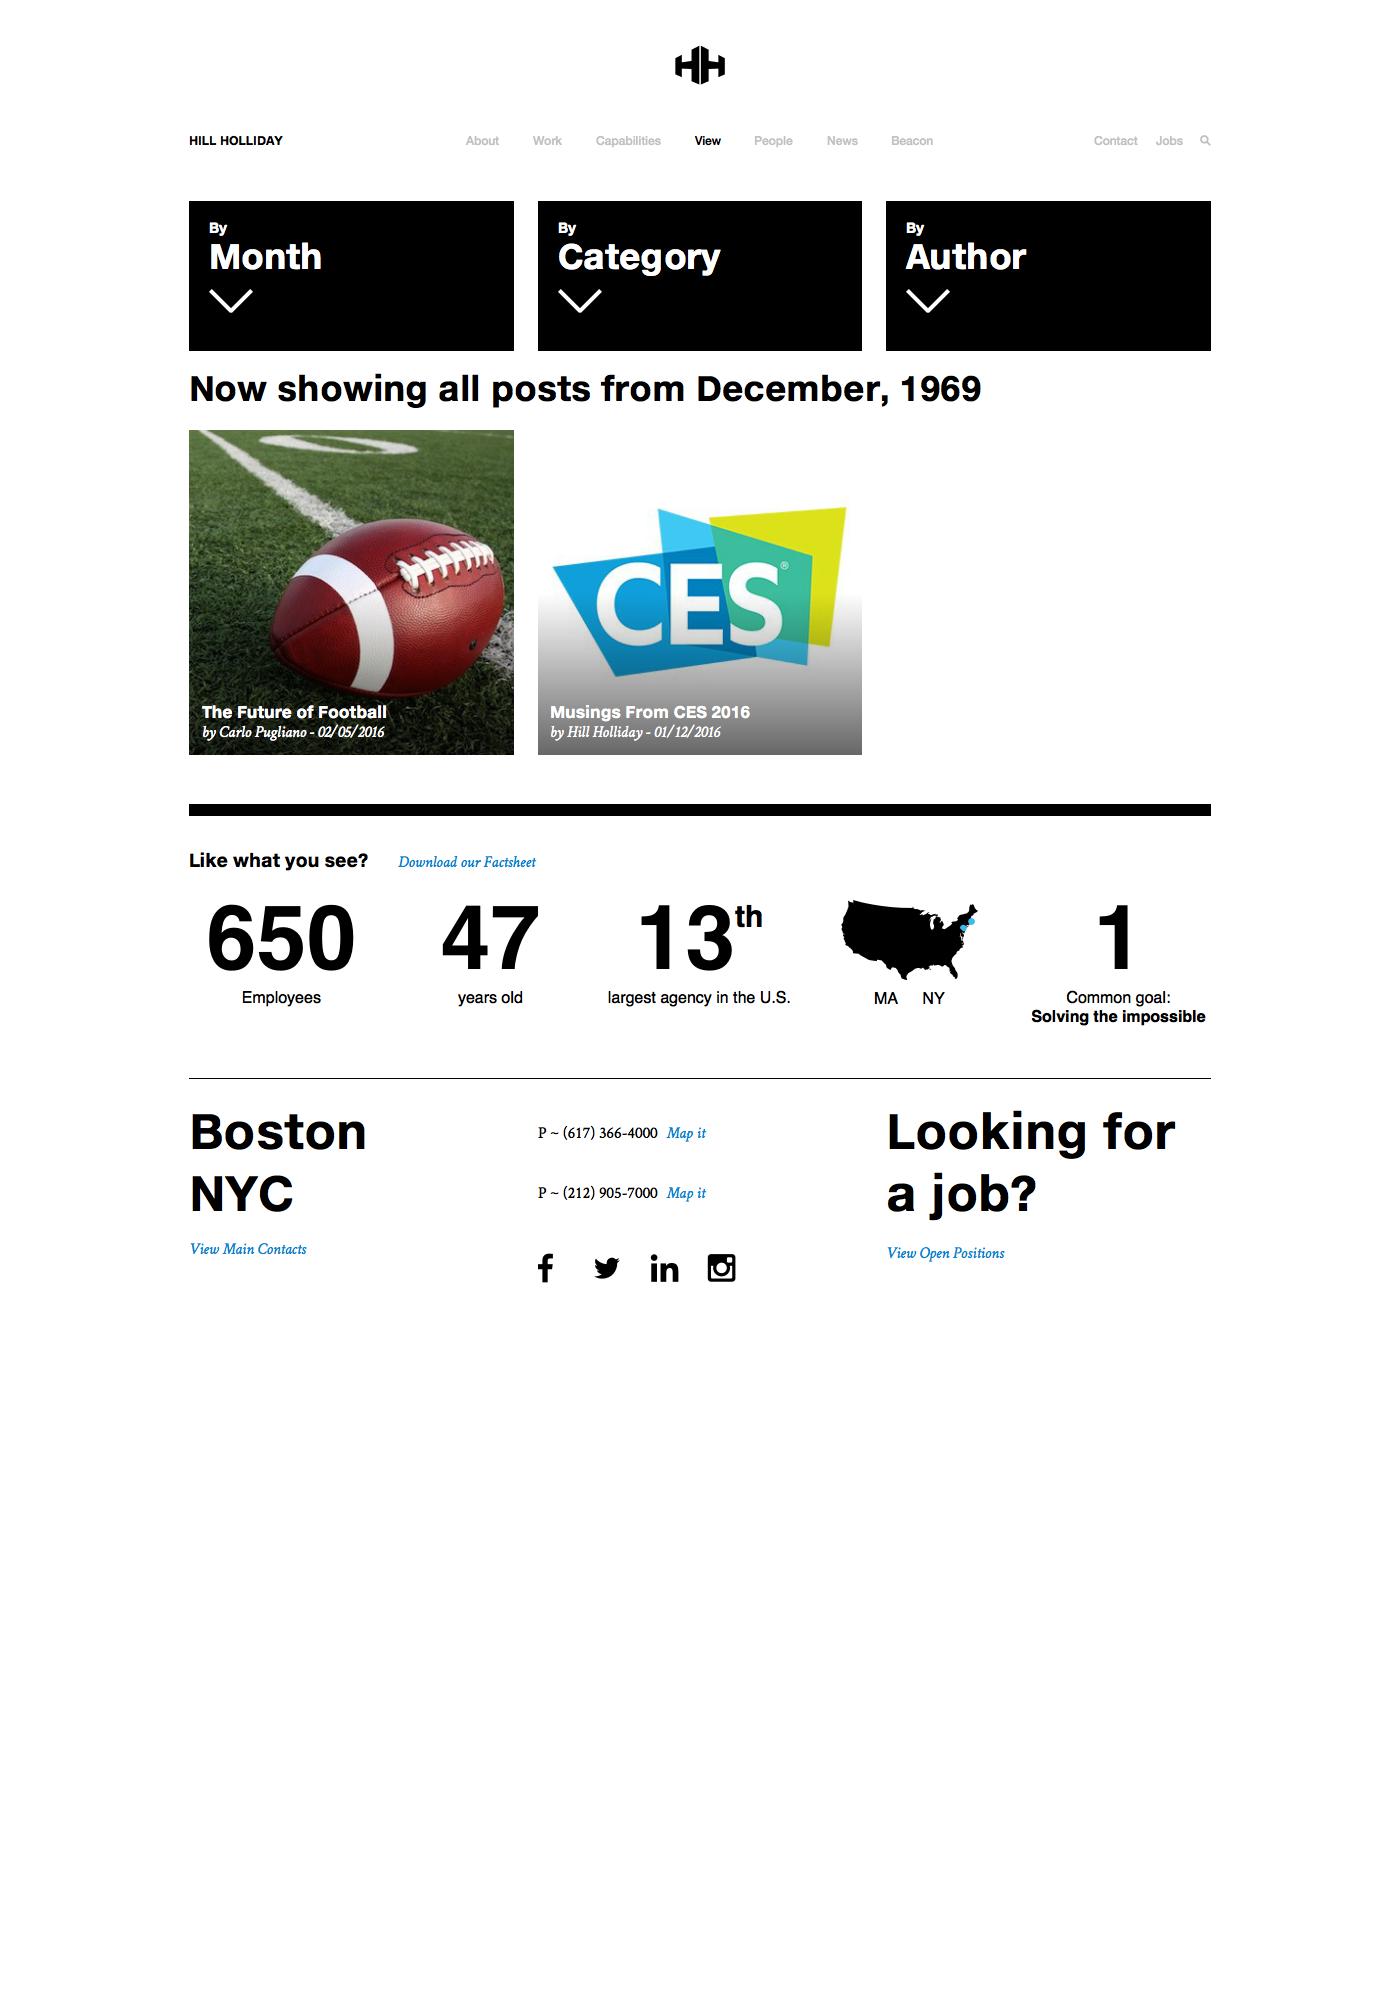 HILL HOLLIDAY
About Work Capabilities View People News Beacon
Contact Jobs
By
Month
By
Category
By
Author
Now showing all posts from December, 1969
The Future of Football
by Carlo Pugliano - 02/05/2016
CES®
Musings From CES 2016
by Hill Holliday - 01/12/2016
Like what you see? Download our Factsheet
650
Employees
47
years old
13th
largest agency in the U.S.
MA NY
1
Common goal:
Solving the impossible
Boston
NYC
View Main Contacts
P ~ (617) 366-4000 Map it
P ~ (212) 905-7000 Map it
Looking for
a job?
View Open Positions